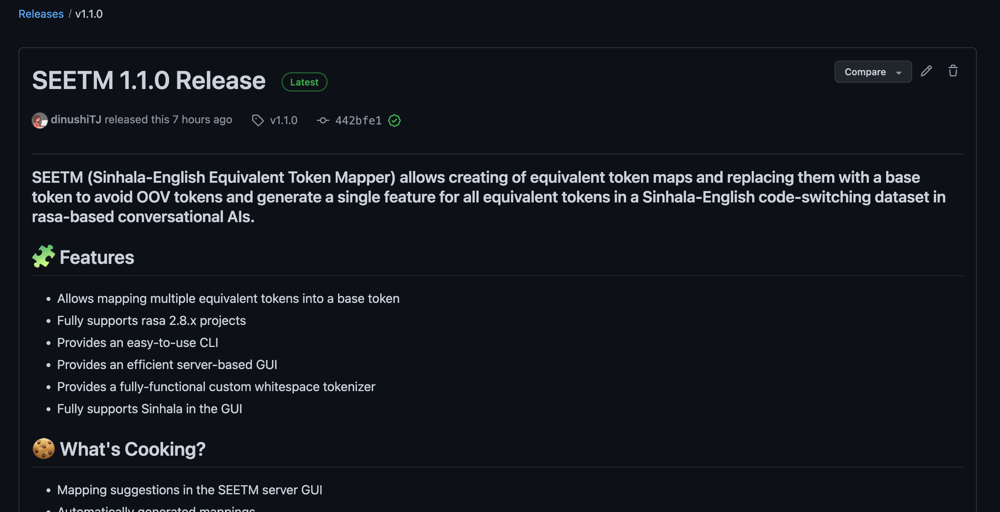 Releases / v1.1.0
SEETM 1.1.0 Release Latest
Compare
dinushiTJ released this 7 hours ago v1.1.0 442bfe1
SEETM (Sinhala-English Equivalent Token Mapper) allows creating of equivalent token maps and replacing them with a base
token to avoid OOV tokens and generate a single feature for all equivalent tokens in a Sinhala-English code-switching dataset in
rasa-based conversational AIs.
Features
• Allows mapping multiple equivalent tokens into a base token
• Fully supports rasa 2.8.x projects
• Provides an easy-to-use CLI
• Provides an efficient server-based GUI
• Provides a fully-functional custom whitespace tokenizer
• Fully supports Sinhala in the GUI
What's Cooking?
• Mapping suggestions in the SEETM server GUI
• Automatically generated mappings